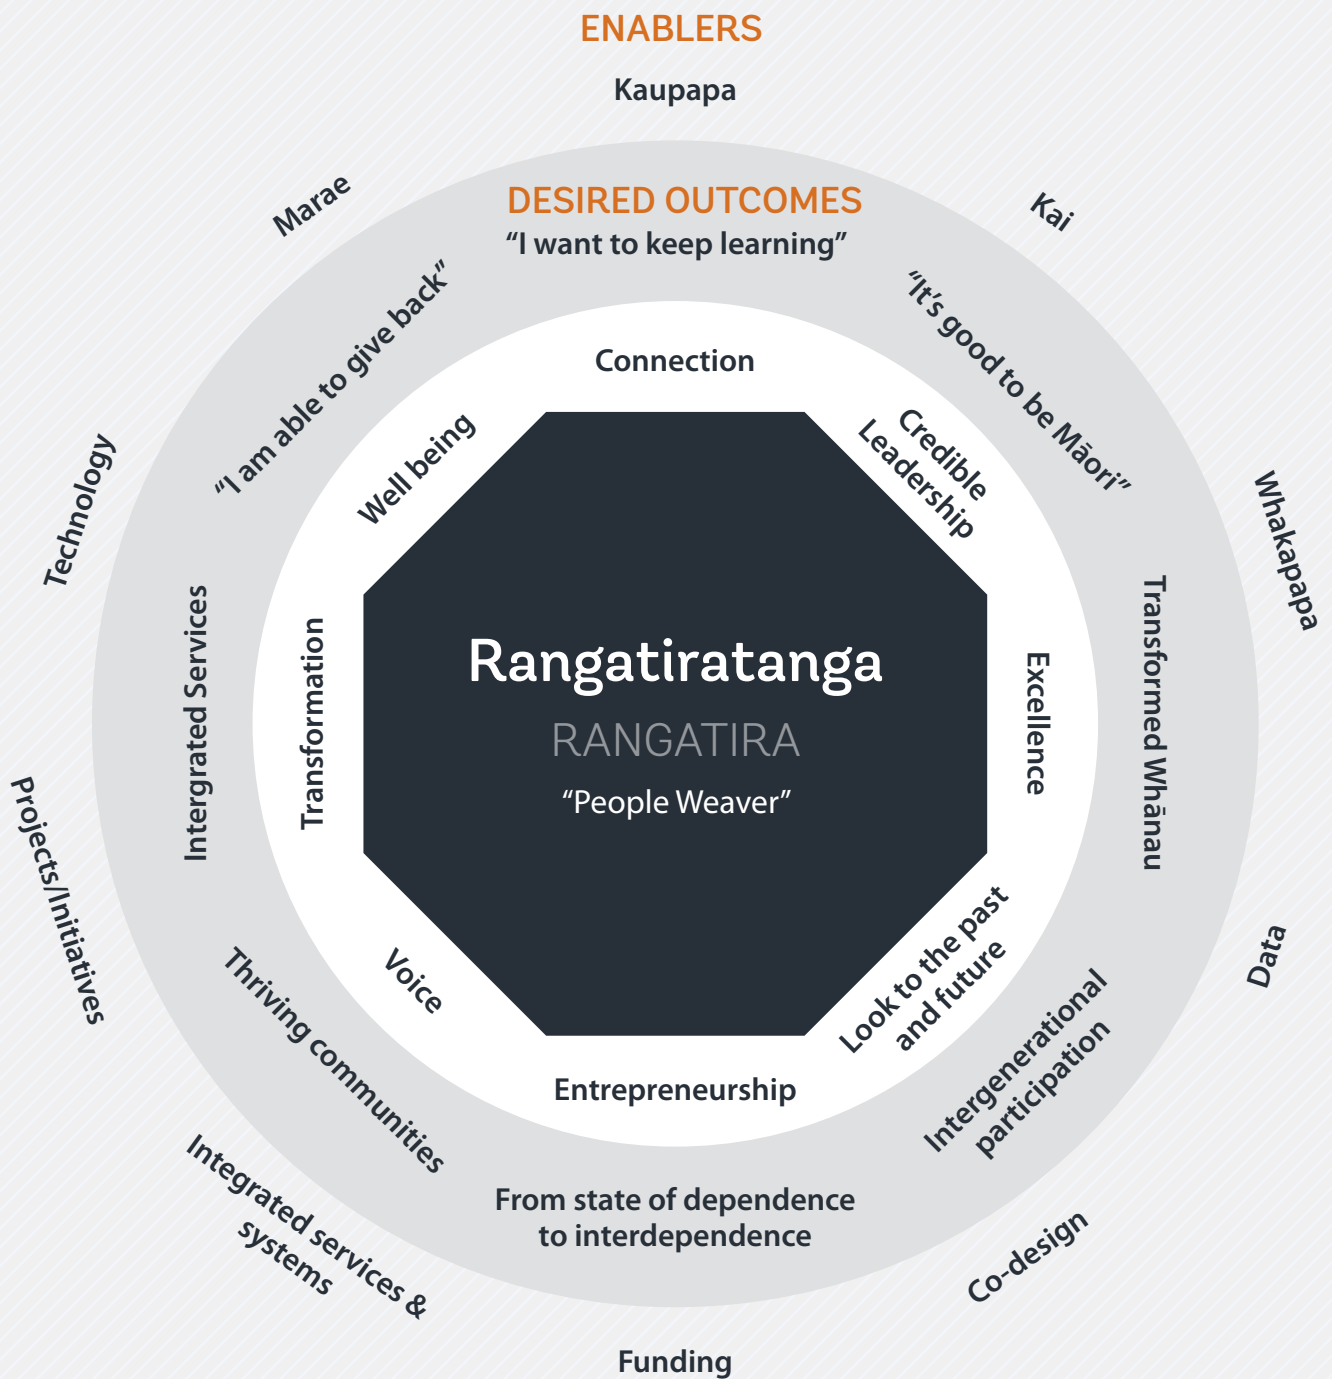 ENABLERS
Kaupapa
Kai
Whakapapa
Data
Co-design
Funding
Integrated services &
systems
Projects/Initiatives
Technology
Marae
DESIRED OUTCOMES
“I want to keep learning”
“It’s good to be Māori”
Transformed Whānau
Intergenerational
participation
From state of dependence
to interdependence
Thriving communities
Intergrated Services
“I am able to give back”
Connection
Credible
Leadership
Excellence
Look to the past
and future
Entrepreneurship
Voice
Transformation
Well being
Rangatiratanga
RANGATIRA
“People Weaver”